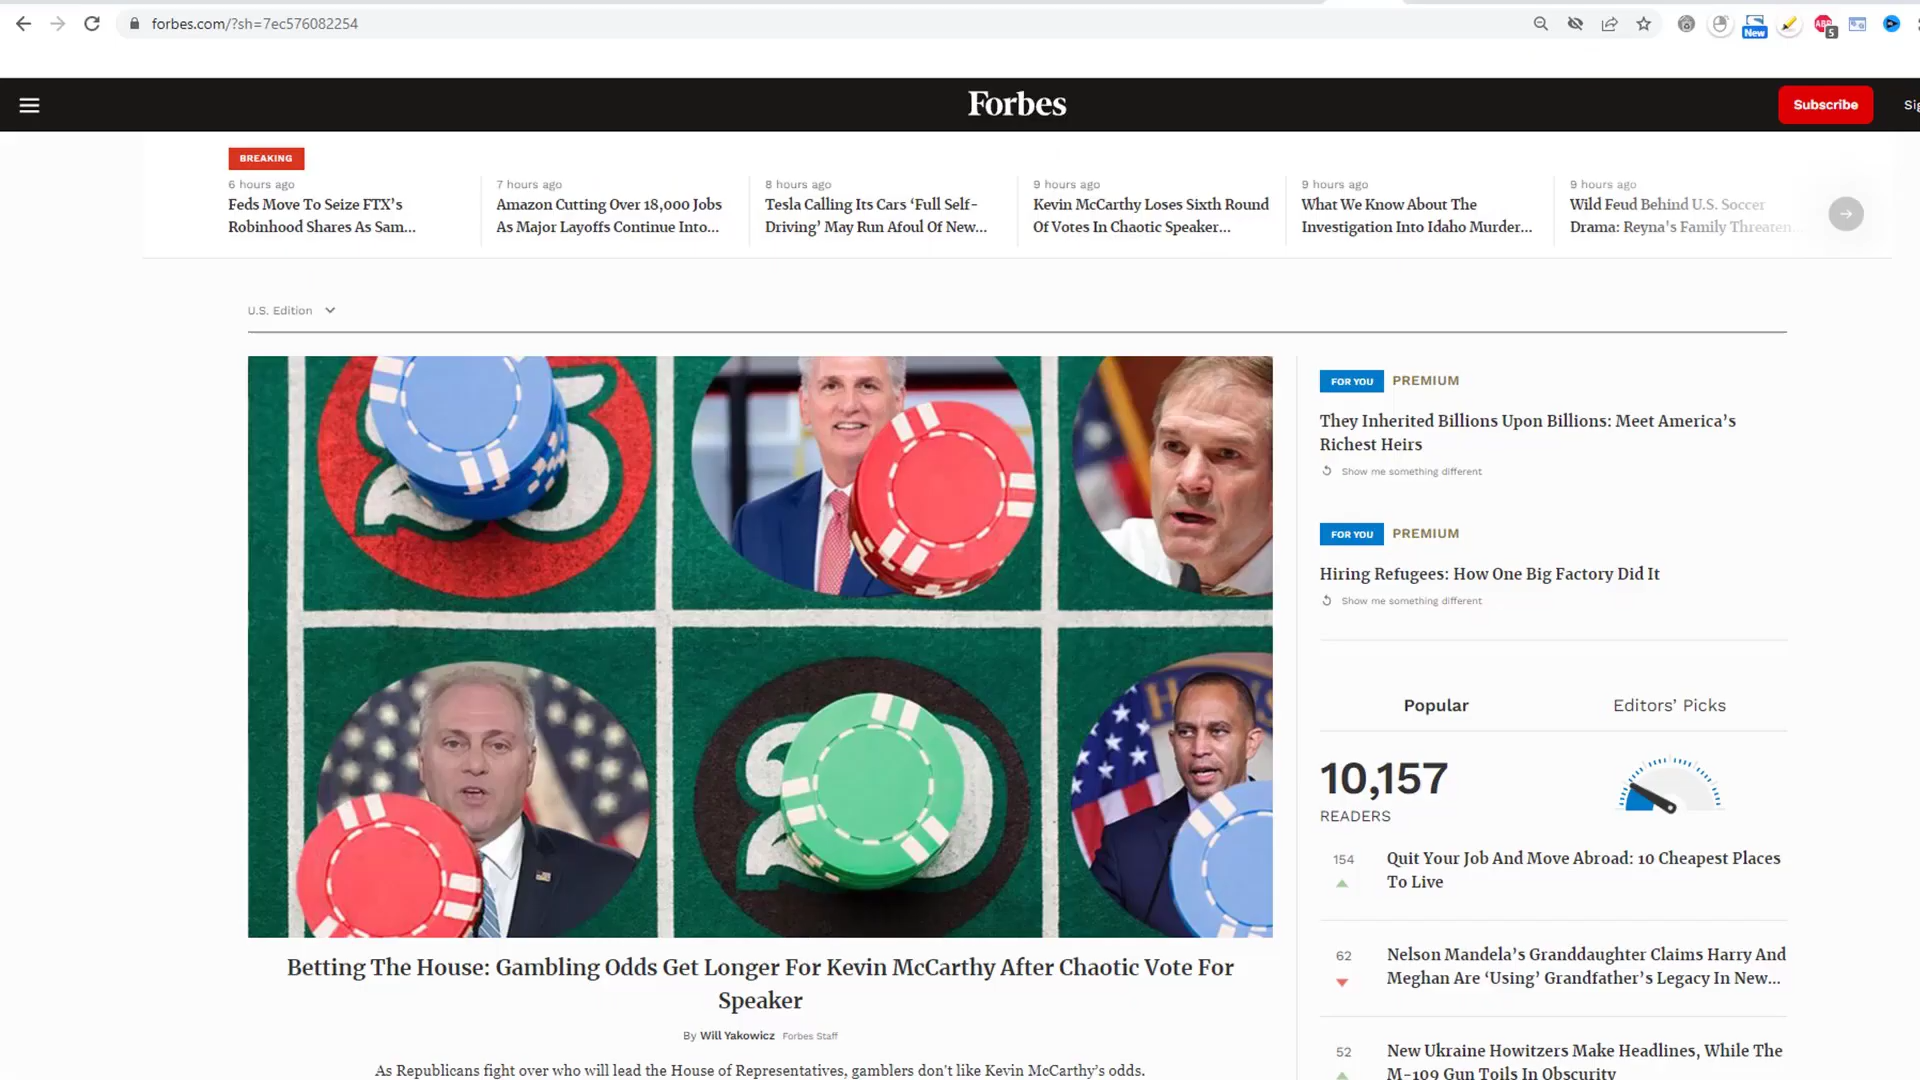 forbes.com/?sh=7ec576082254
New
ABP
5
Forbes
Subscribe
BREAKING
6 hours ago
Feds Move To Seize FTX’s
Robinhood Shares As Sam...
7 hours ago
Amazon Cutting Over 18,000 Jobs
As Major Layoffs Continue Into...
8 hours ago
Tesla Calling Its Cars ‘Full Self-
Driving’ May Run Afoul Of New...
9 hours ago
Kevin McCarthy Loses Sixth Round
Of Votes In Chaotic Speaker...
9 hours ago
What We Know About The
Investigation Into Idaho Murder...
9 hours ago
Wild Feud Behind U.S. Soccer
Drama: Reyna's Family Threaten...
U.S. Edition
FOR YOU PREMIUM
They Inherited Billions Upon Billions: Meet America’s
Richest Heirs
Show me something different
FOR YOU PREMIUM
Hiring Refugees: How One Big Factory Did It
Show me something different
Popular
Editors’ Picks
10,157
READERS
154
Quit Your Job And Move Abroad: 10 Cheapest Places
To Live
62
Nelson Mandela’s Granddaughter Claims Harry And
Meghan Are ‘Using’ Grandfather’s Legacy In New...
52
New Ukraine Howitzers Make Headlines, While The
M-109 Gun Toils In Obscurity
Betting The House: Gambling Odds Get Longer For Kevin McCarthy After Chaotic Vote For
Speaker
By Will Yakowicz Forbes Staff
As Republicans fight over who will lead the House of Representatives, gamblers don't like Kevin McCarthy’s odds.